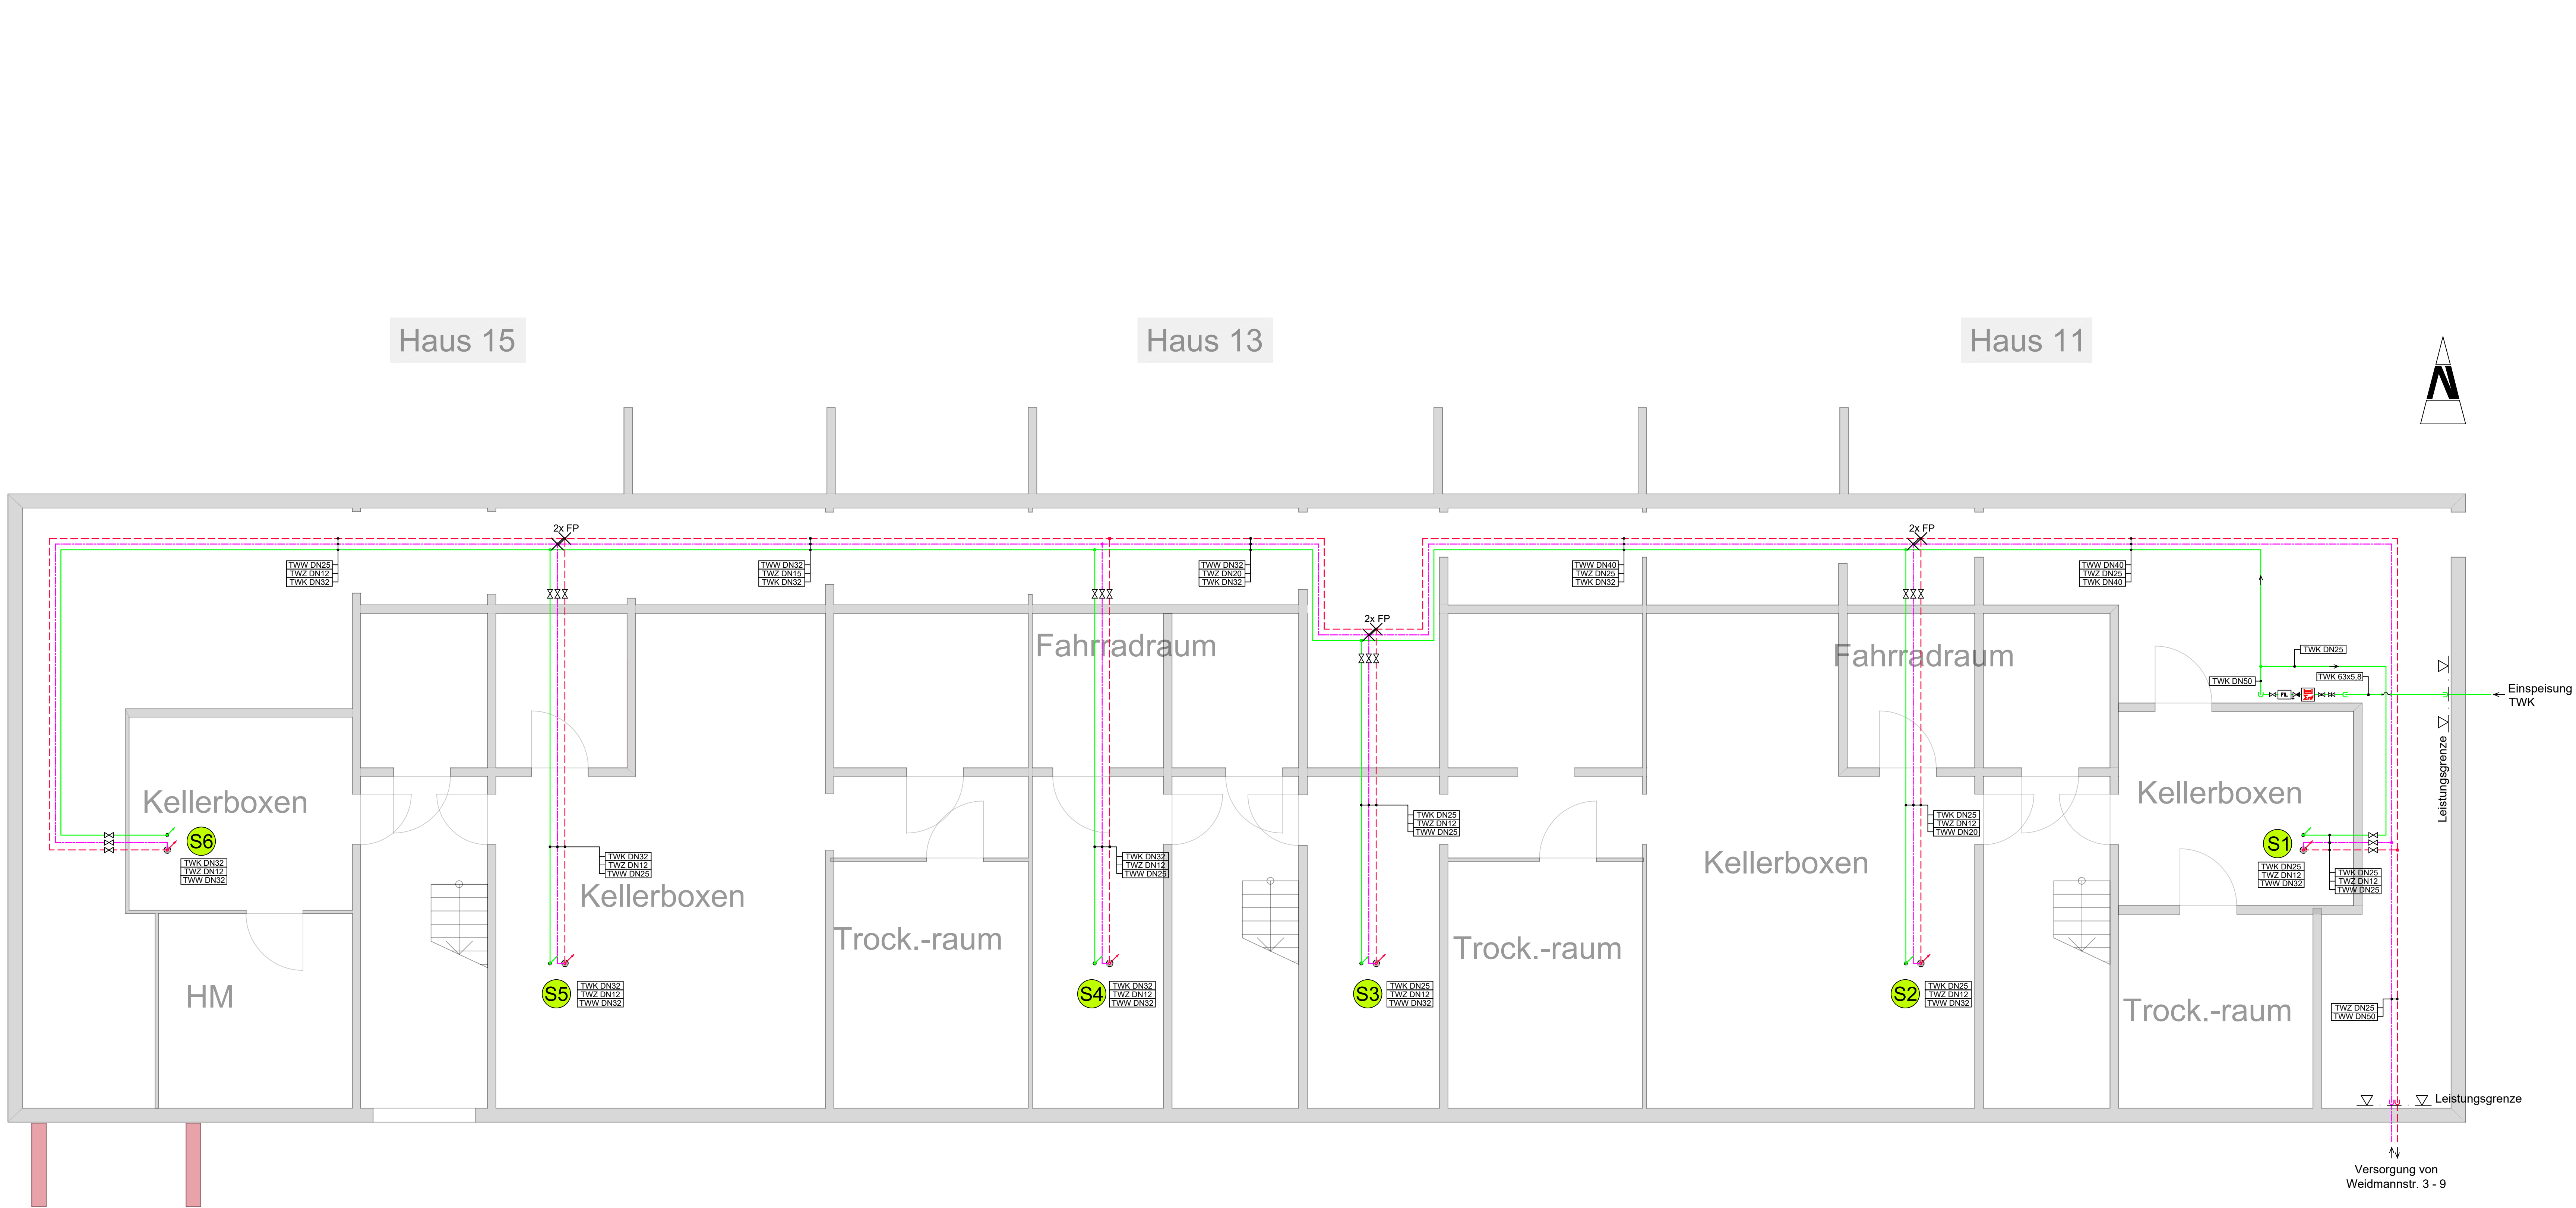 Haus 15
Haus 13
Haus 11
N
2x FP
2x FP
TWW DN25
TWZ DN12
TWK DN32
TWW DN32
TWZ DN15
TWK DN32
TWW DN32
TWZ DN20
TWK DN32
TWW DN40
TWZ DN25
TWK DN32
TWW DN40
TWZ DN25
TWK DN40
2x FP
Fahrradraum
Fahrradraum
TWK DN25
TWK DN50
TWK 63x5,8
FIL
Einspeisung
TWK
Leistungsgrenze
Kellerboxen
Kellerboxen
S6
TWK DN32
TWZ DN12
TWW DN32
TWK DN32
TWZ DN12
TWW DN25
Kellerboxen
TWK DN32
TWZ DN12
TWW DN25
TWK DN25
TWZ DN12
TWW DN25
Kellerboxen
TWK DN25
TWZ DN12
TWW DN20
S1
TWK DN25
TWZ DN12
TWW DN32
TWK DN25
TWZ DN12
TWW DN25
Trock.-raum
Trock.-raum
HM
S5
TWK DN32
TWZ DN12
TWW DN32
S4
TWK DN32
TWZ DN12
TWW DN32
S3
TWK DN25
TWZ DN12
TWW DN32
S2
TWK DN25
TWZ DN12
TWW DN32
Trock.-raum
TWZ DN25
TWW DN50
Leistungsgrenze
Versorgung von
Weidmannstr. 3 - 9